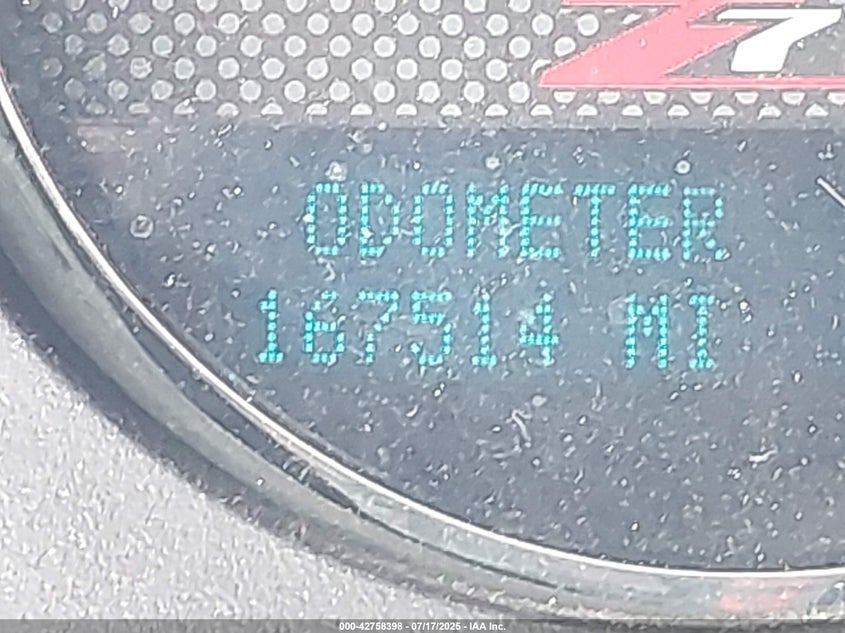 Z7
ODOMETER
167514 MI
000-42758398 - 07/17/2025 - IAA Inc.